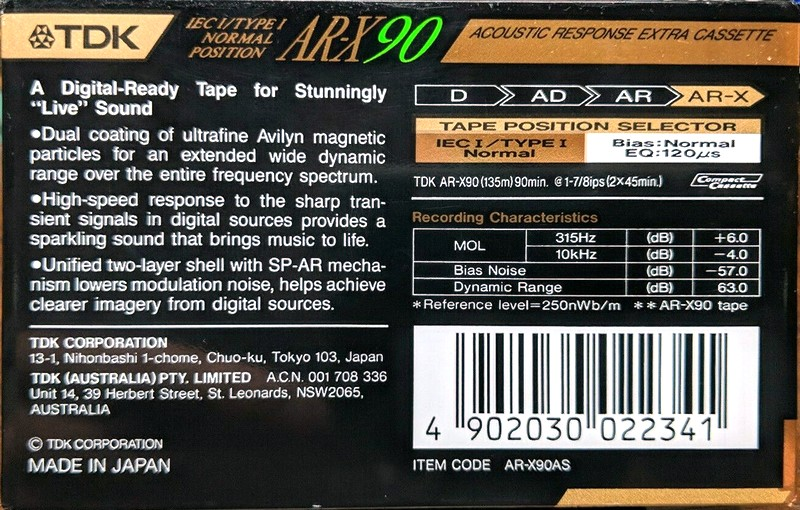 TDK
IEC I/TYPE I
NORMAL
POSITION
AR-X 90
ACOUSTIC RESPONSE EXTRA CASSETTE
A Digital-Ready Tape for Stunningly
“Live” Sound
●Dual coating of ultrafine Avilyn magnetic
particles for an extended wide dynamic
range over the entire frequency spectrum.
●High-speed response to the sharp tran-
sient signals in digital sources provides a
sparkling sound that brings music to life.
●Unified two-layer shell with SP-AR mecha-
nism lowers modulation noise, helps achieve
clearer imagery from digital sources.
TDK CORPORATION
13-1, Nihonbashi 1-chome, Chuo-ku, Tokyo 103, Japan
TDK (AUSTRALIA) PTY. LIMITED A.C.N. 001 708 336
Unit 14, 39 Herbert Street, St. Leonards, NSW2065,
AUSTRALIA
© TDK CORPORATION
MADE IN JAPAN
D AD AR AR-X
TAPE POSITION SELECTOR
IEC I/TYPE I
Normal
Bias:Normal
EQ:120μs
TDK AR-X90 (135m) 90min. @1-7/8ips (2×45min.)
Compact Cassette
Recording Characteristics
MOL 315Hz (dB) +6.0
10kHz (dB) −4.0
Bias Noise (dB) −57.0
Dynamic Range (dB) 63.0
*Reference level=250nWb/m **AR-X90 tape
4 902030 022341
ITEM CODE AR-X90AS